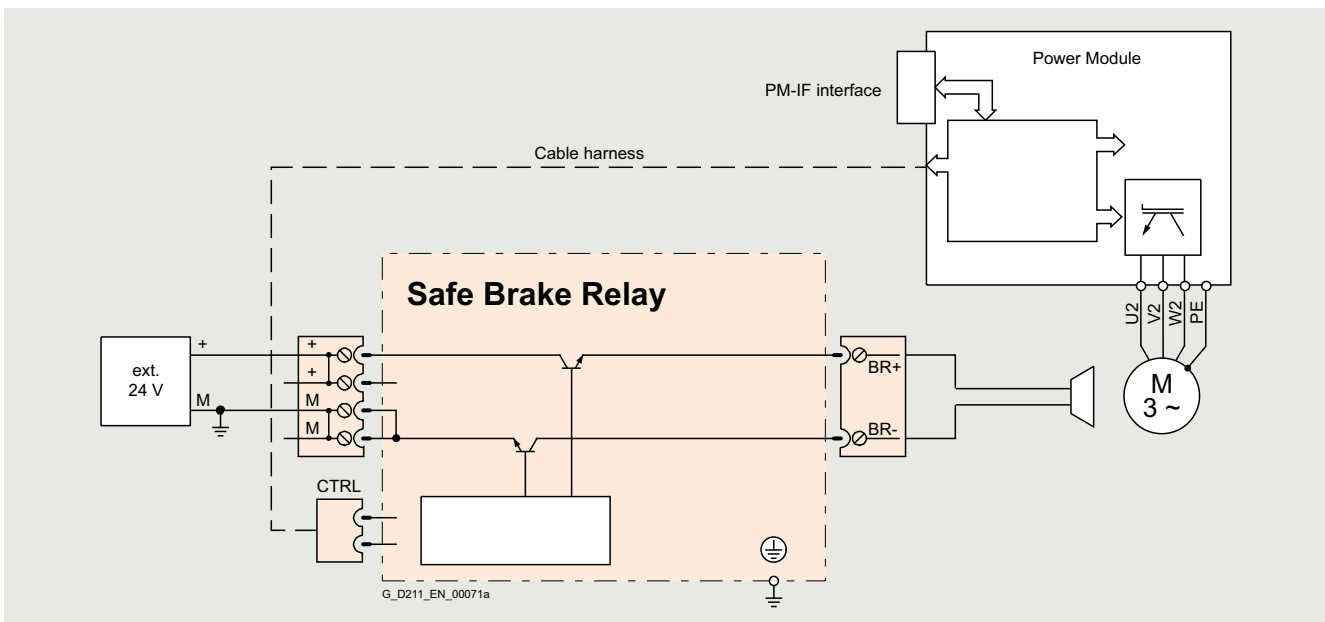 Power Module
PM-IF interface
Cable harness
Safe Brake Relay
U2
V2
W2
PE
ext.
24 V
+
M
+
+
M
M
BR+
BR-
M
3 ~
CTRL
G_D211_EN_00071a